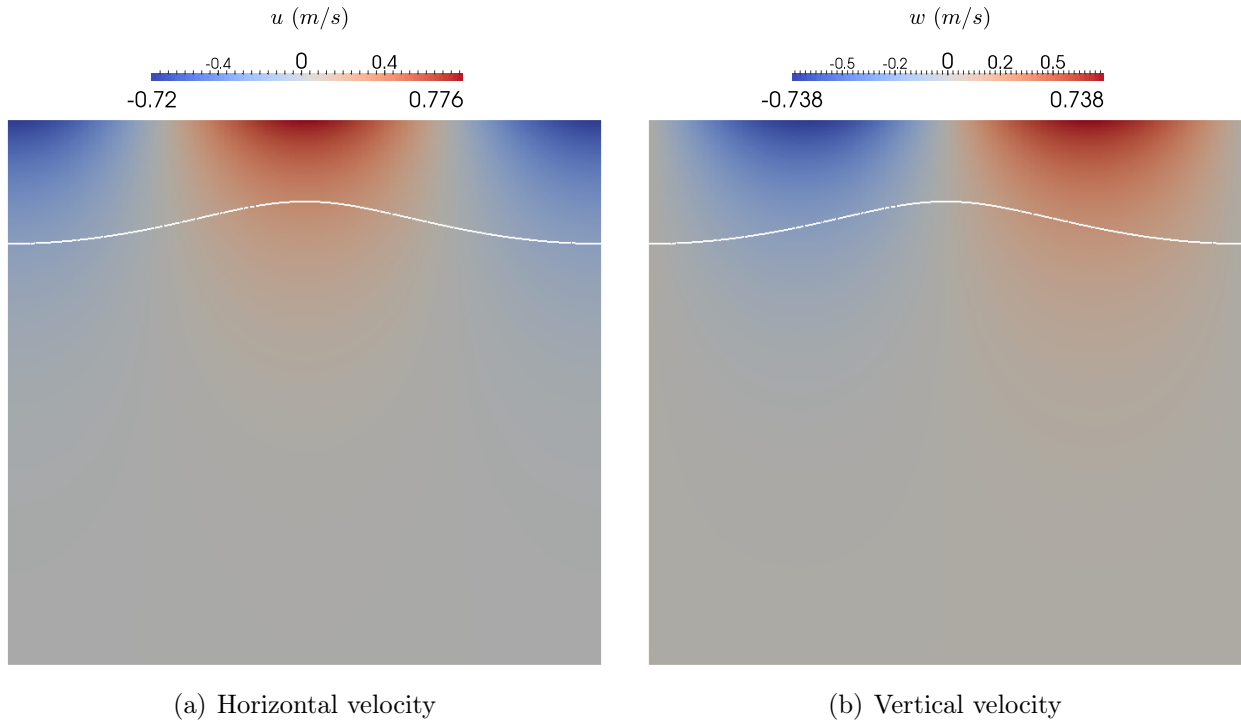 u (m/s)
-0.4 0 0.4
-0.72 0.776
w (m/s)
-0.5 -0.2 0 0.2 0.5
-0.738 0.738
(a) Horizontal velocity
(b) Vertical velocity